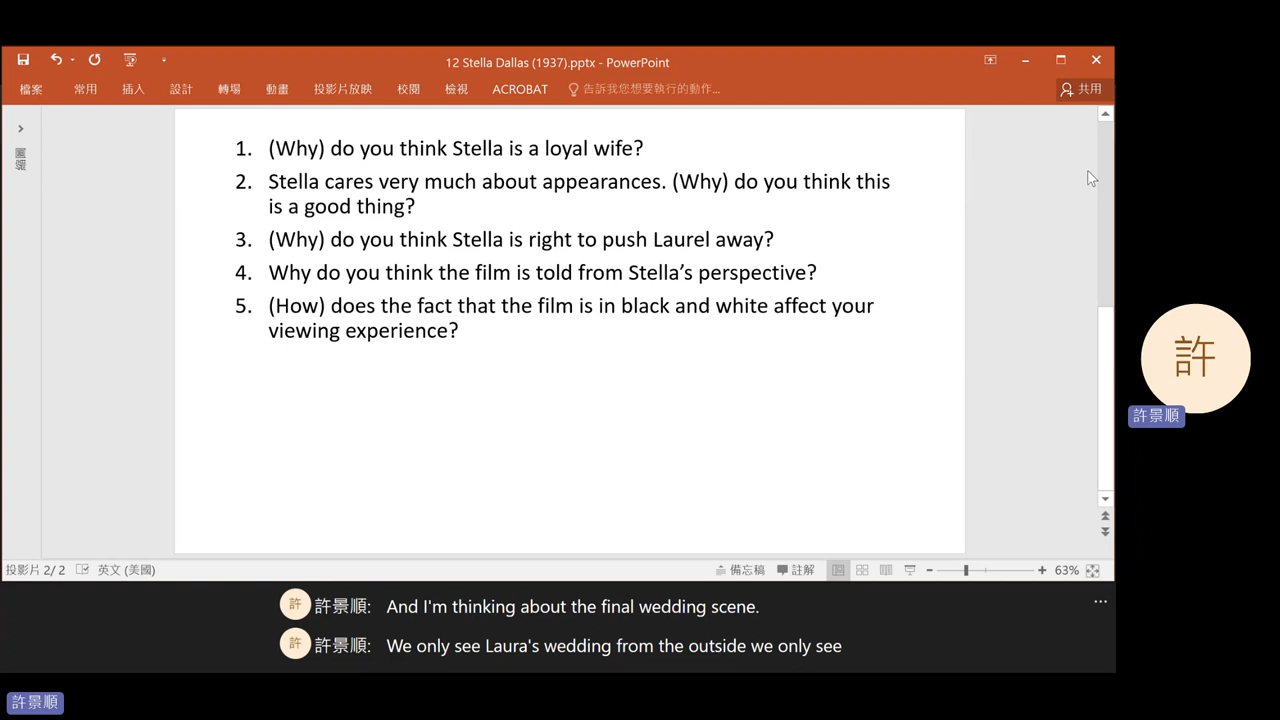 12 Stella Dallas (1937).pptx - PowerPoint
檔案 常用 插入 設計 轉場 動畫 投影片放映 校閱 檢視 ACROBAT 告訴我您想要執行的動作... 共用
圖
1. (Why) do you think Stella is a loyal wife?
2. Stella cares very much about appearances. (Why) do you think this
is a good thing?
3. (Why) do you think Stella is right to push Laurel away?
4. Why do you think the film is told from Stella's perspective?
5. (How) does the fact that the film is in black and white affect your
viewing experience?
許
許景順
投影片 2/2 英文 (美國) 備忘稿 註解 63%
許 許景順: And I'm thinking about the final wedding scene.
許 許景順: We only see Laura's wedding from the outside we only see
許景順